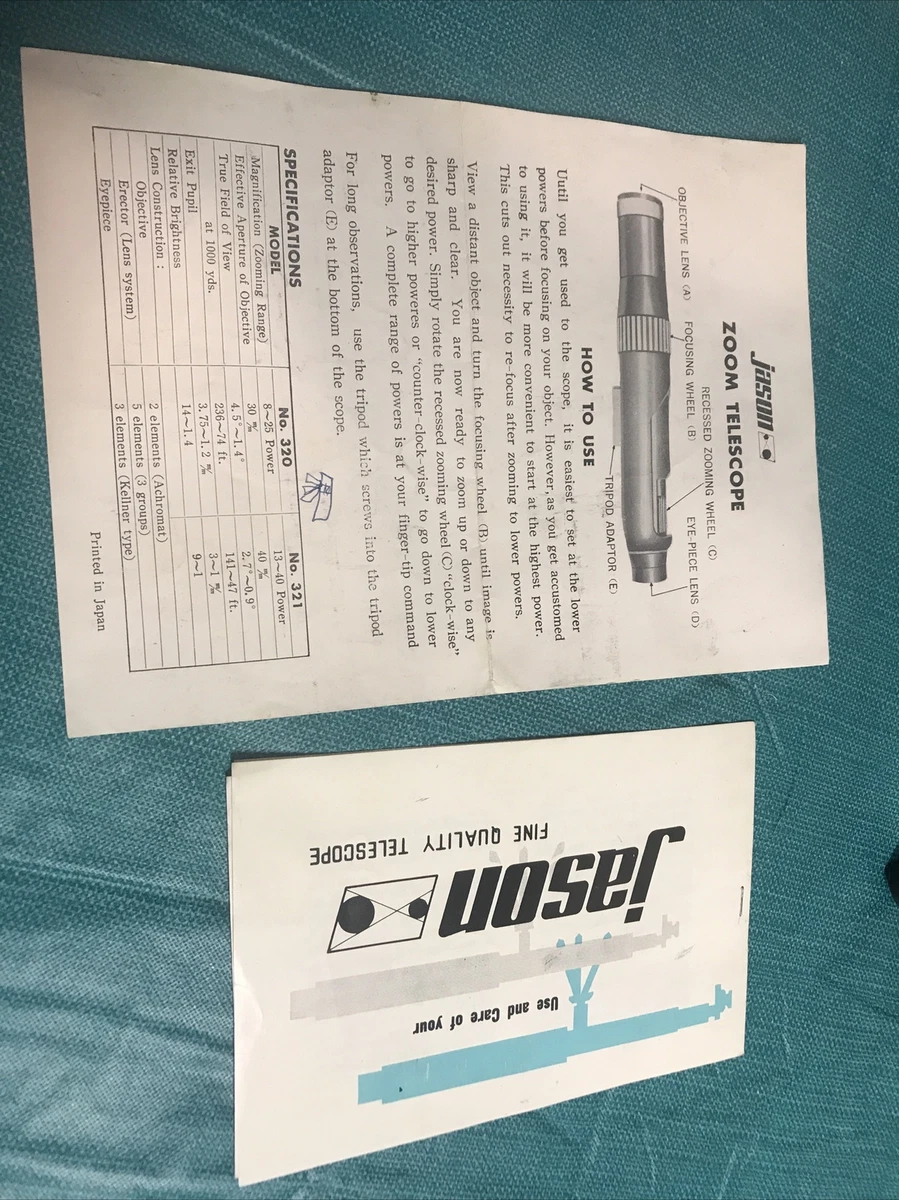 jason
ZOOM TELESCOPE
RECESSED ZOOMING WHEEL (C)
OBJECTIVE LENS (A)
FOCUSING WHEEL (B)
EYE-PIECE LENS (D)
TRIPOD ADAPTOR (E)
HOW TO USE
Uutil you get used to the scope, it is easiest to set at the lower
powers before focusing on your object. However, as you get accustomed
to using it, it will be more convenient to start at the highest power.
This cuts out necessity to re-focus after zooming to lower powers.
View a distant object and turn the focusing wheel (B) until image is
sharp and clear. You are now ready to zoom up or down to any
desired power. Simply rotate the recessed zooming wheel (C) "clock-wise"
to go to higher poweres or "counter-clock-wise" to go down to lower
powers. A complete range of powers is at your finger-tip command
For long observations, use the tripod which screws into the tripod
adaptor (E) at the bottom of the scope.
SPECIFICATIONS
MODEL No. 320 No. 321
Magnification (Zooming Range) 8~25 Power 13~40 Power
Effective Aperture of Objective 30 m/m 40 m/m
True Field of View 4.5°~1.4° 2.7°~0.9°
at 1000 yds. 236~74 ft. 141~47 ft.
Exit Pupil 3.75~1.2 m/m 3~1 m/m
Relative Brightness 14~1.4 9~1
Lens Construction :
Objective 2 elements (Achromat)
Erector (Lens system) 5 elements (3 groups)
Eyepiece 3 elements (Kellner type)
Printed in Japan
Use and Care of your
jason
FINE QUALITY TELESCOPE